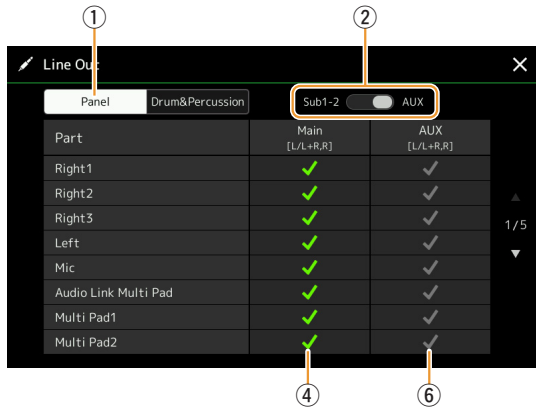 ① ②
Line Out
Panel Drum&Percussion Sub1-2 AUX
Part Main AUX
[L/L+R,R] [L/L+R,R]
Right1
Right2
Right3
1/5
Left
Mic
Audio Link Multi Pad
Multi Pad1
Multi Pad2
④ ⑥